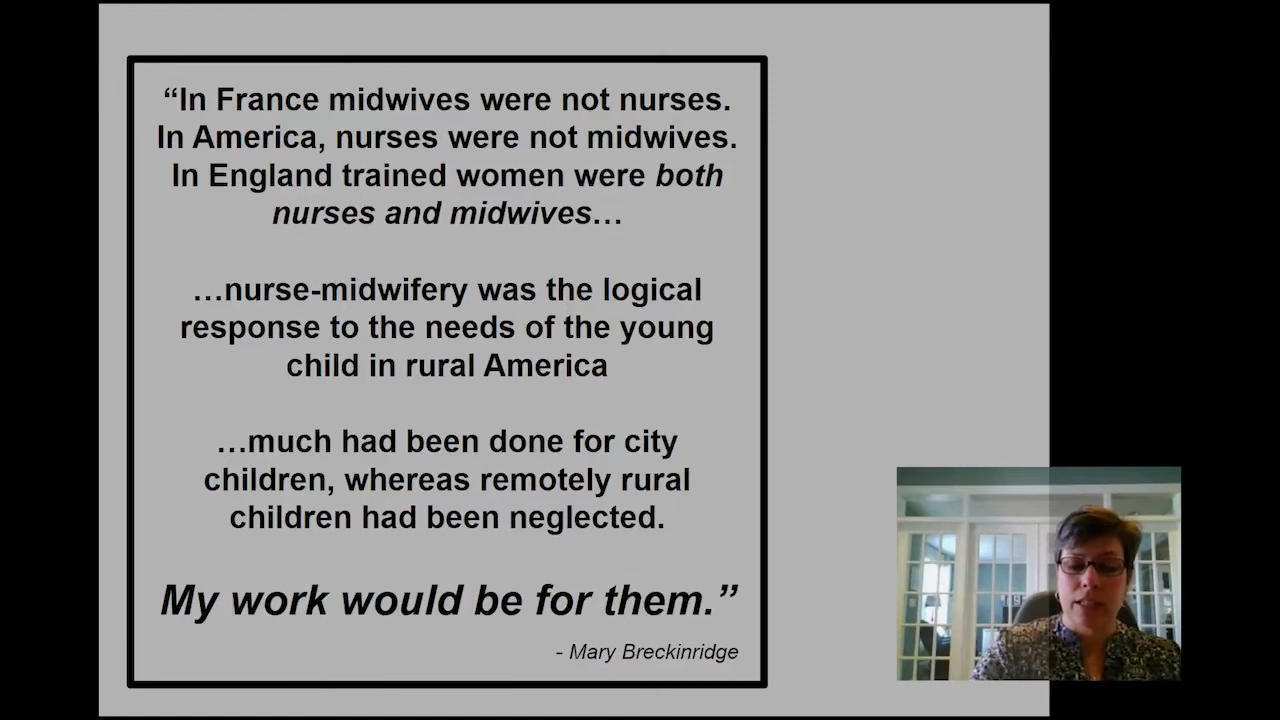 “In France midwives were not nurses.
In America, nurses were not midwives.
In England trained women were both
nurses and midwives…
…nurse-midwifery was the logical
response to the needs of the young
child in rural America
…much had been done for city
children, whereas remotely rural
children had been neglected.
My work would be for them.”
- Mary Breckinridge